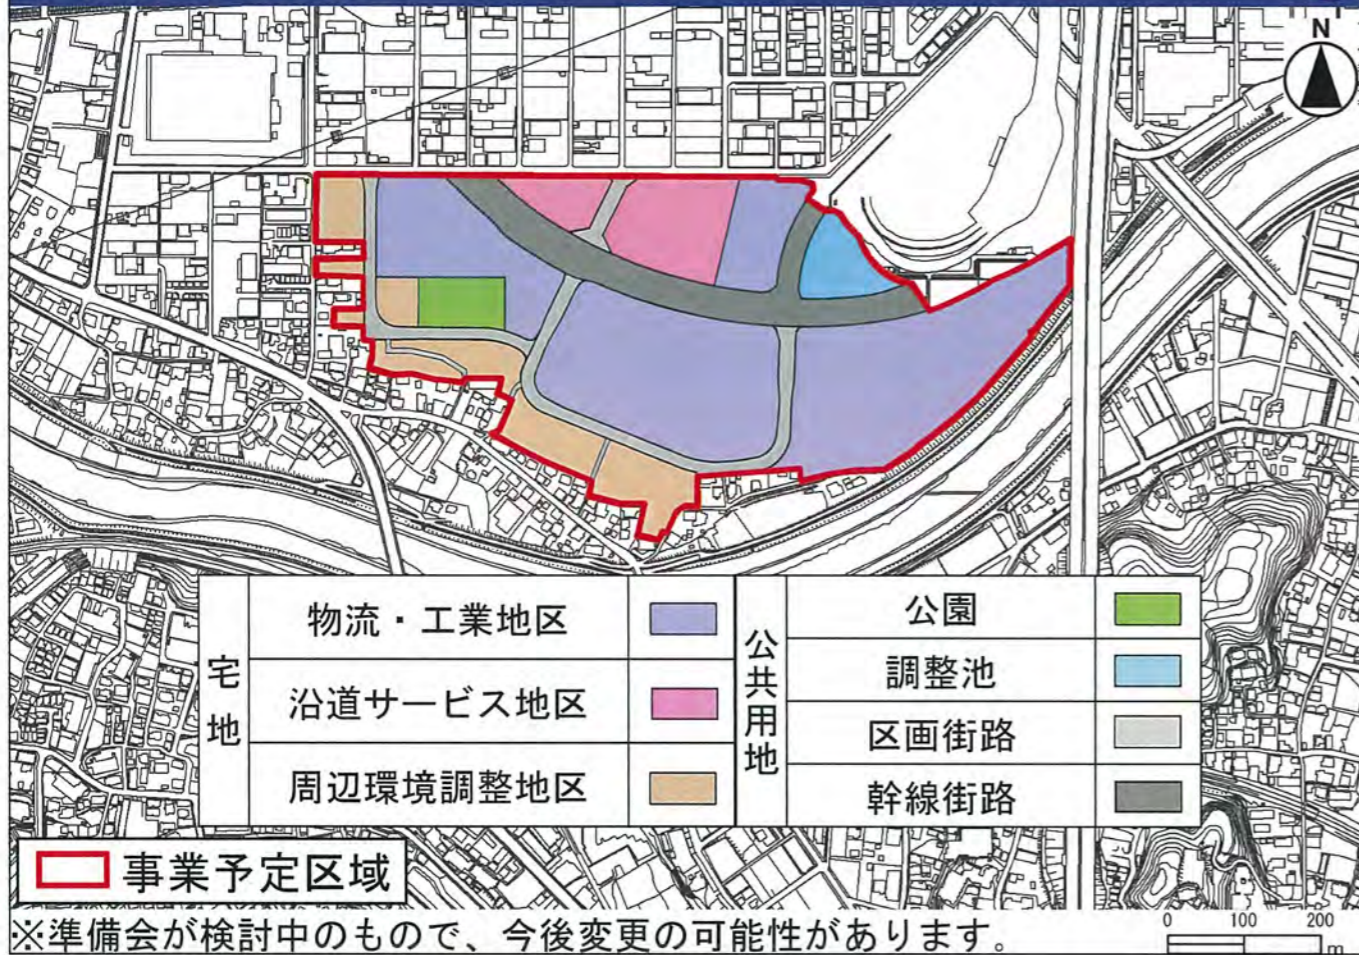 N
宅地
物流・工業地区
沿道サービス地区
周辺環境調整地区
公共用地
公園
調整池
区画街路
幹線街路
事業予定区域
※準備会が検討中のもので、今後変更の可能性があります。
0 100 200
m